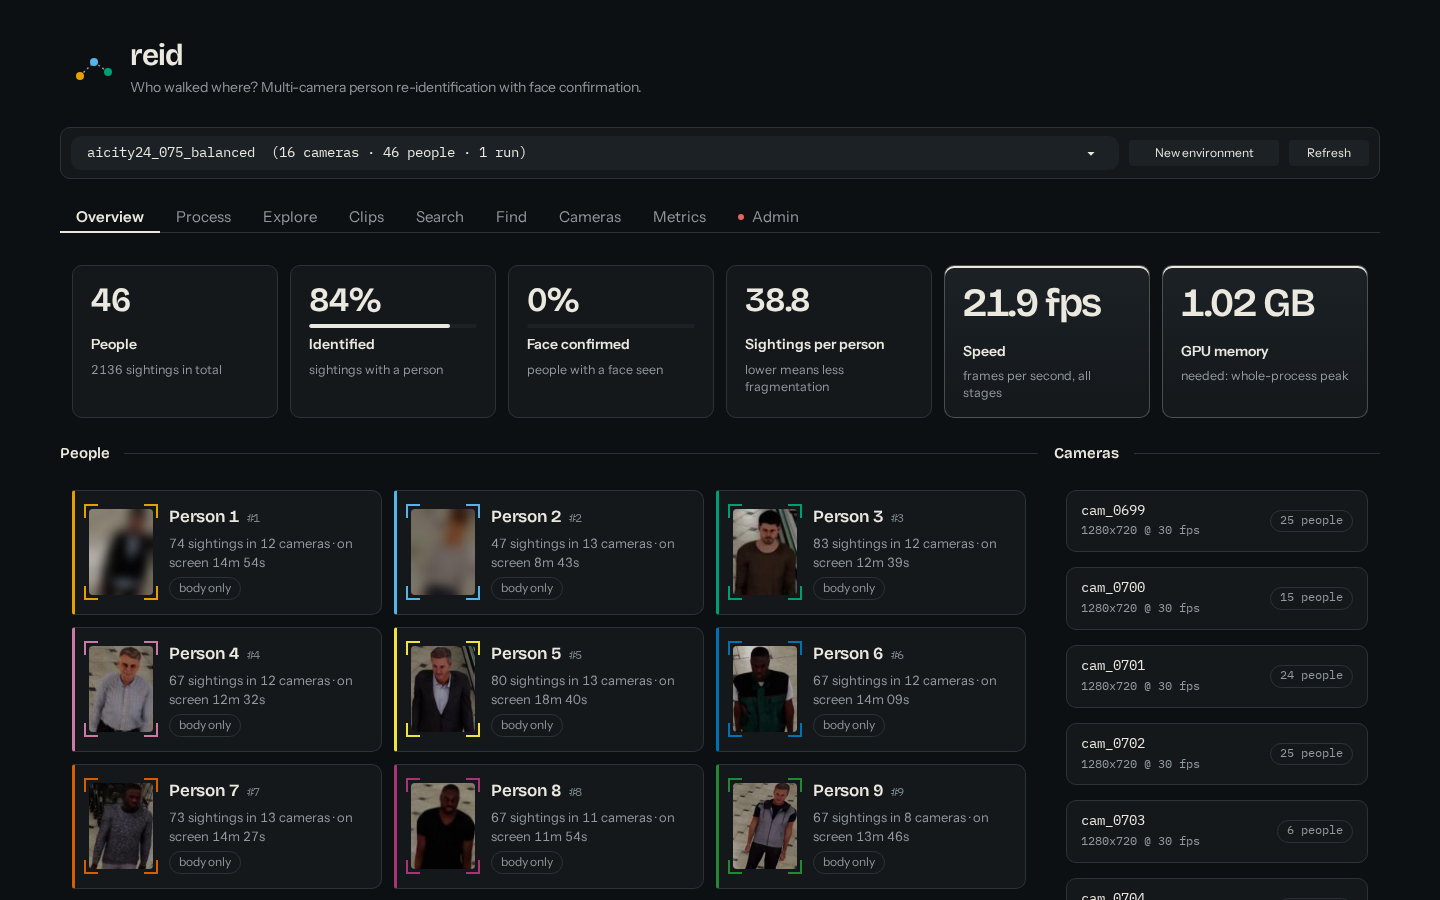 reid
Who walked where? Multi-camera person re-identification with face confirmation.
aicity24_075_balanced (16 cameras · 46 people · 1 run)
New environment
Refresh
Overview
Process
Explore
Clips
Search
Find
Cameras
Metrics
Admin
46
People
2136 sightings in total
84%
Identified
sightings with a person
0%
Face confirmed
people with a face seen
38.8
Sightings per person
lower means less
fragmentation
21.9 fps
Speed
frames per second, all
stages
1.02 GB
GPU memory
needed: whole-process peak
People
Person 1 #1
74 sightings in 12 cameras · on
screen 14m 54s
body only
Person 2 #2
47 sightings in 13 cameras · on
screen 8m 43s
body only
Person 3 #3
83 sightings in 12 cameras · on
screen 12m 39s
body only
Person 4 #4
67 sightings in 12 cameras · on
screen 12m 32s
body only
Person 5 #5
80 sightings in 13 cameras · on
screen 18m 40s
body only
Person 6 #6
67 sightings in 12 cameras · on
screen 14m 09s
body only
Person 7 #7
73 sightings in 13 cameras · on
screen 14m 27s
body only
Person 8 #8
67 sightings in 11 cameras · on
screen 11m 54s
body only
Person 9 #9
67 sightings in 8 cameras · on
screen 13m 46s
body only
Cameras
cam_0699
1280x720 @ 30 fps
25 people
cam_0700
1280x720 @ 30 fps
15 people
cam_0701
1280x720 @ 30 fps
24 people
cam_0702
1280x720 @ 30 fps
25 people
cam_0703
1280x720 @ 30 fps
6 people
cam_0704